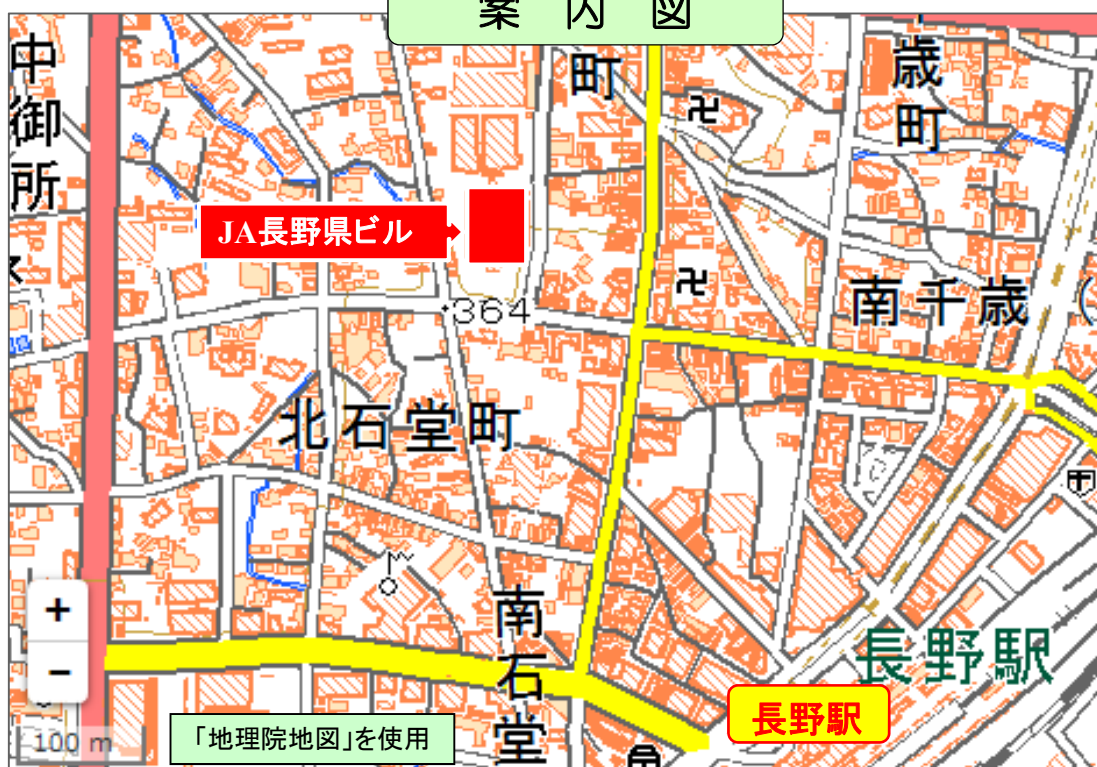 案内図
中御所
町
歳町
JA長野県ビル
364
南千歳
(
北石堂町
南石堂
長野駅
長野駅
+
−
100 m
「地理院地図」を使用